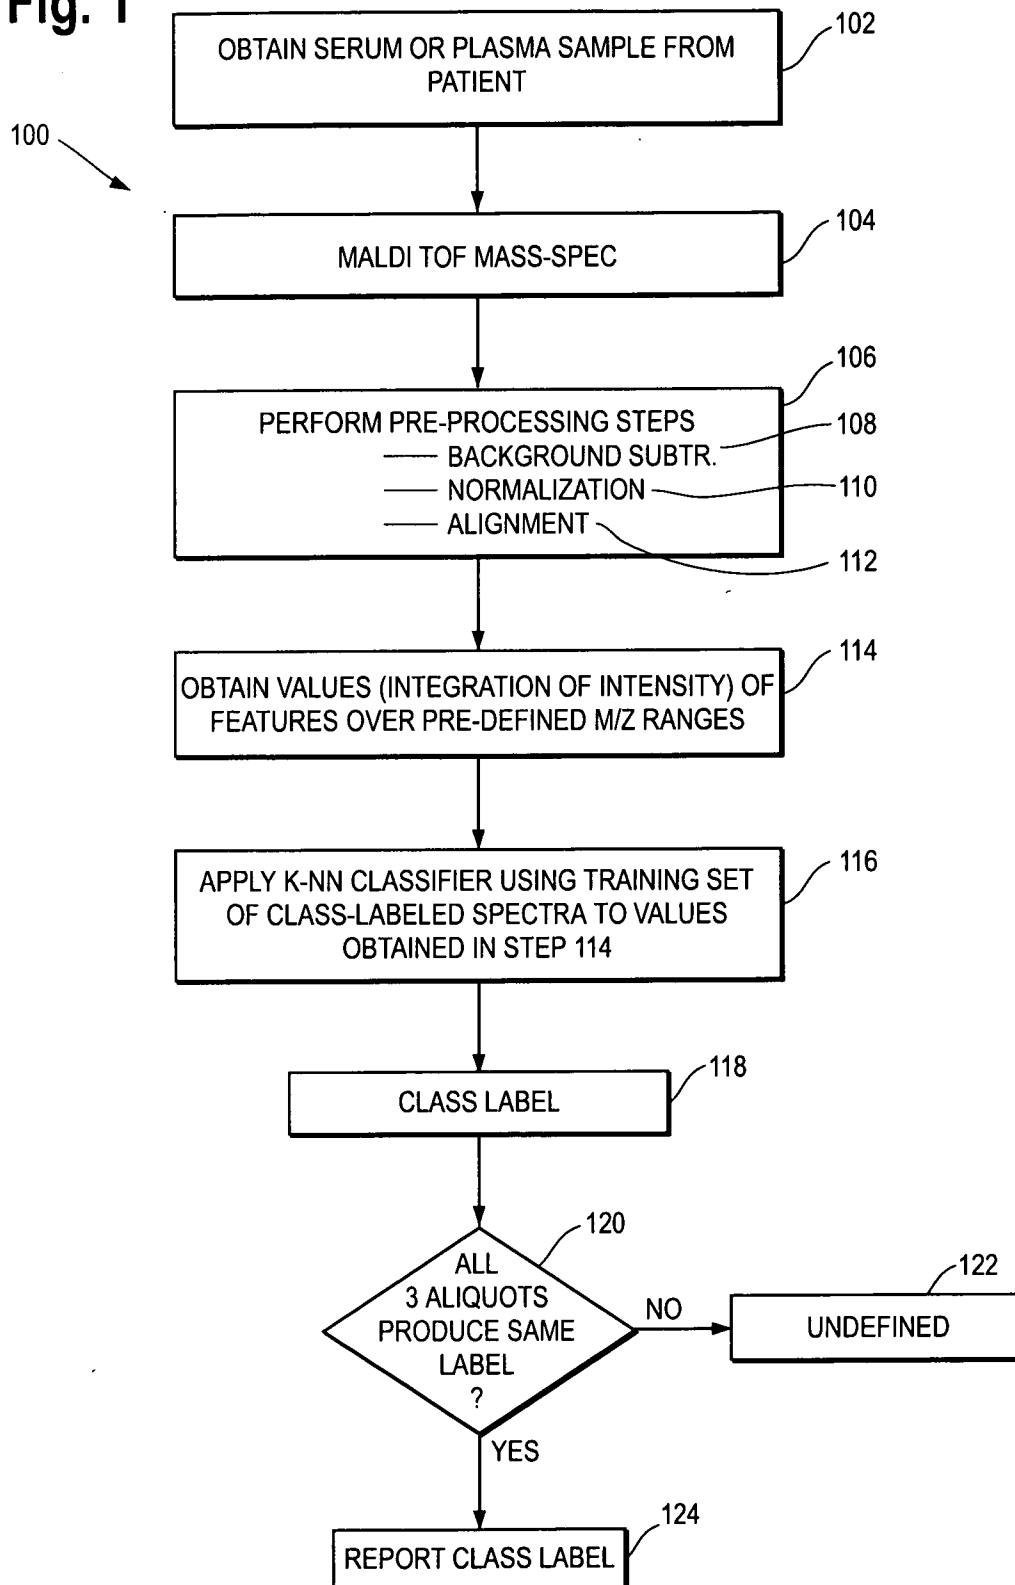 Fig. 1
OBTAIN SERUM OR PLASMA SAMPLE FROM
PATIENT
102
100
MALDI TOF MASS-SPEC
104
106
PERFORM PRE-PROCESSING STEPS
BACKGROUND SUBTR.
108
NORMALIZATION
110
ALIGNMENT
112
114
OBTAIN VALUES (INTEGRATION OF INTENSITY) OF
FEATURES OVER PRE-DEFINED M/Z RANGES
116
APPLY K-NN CLASSIFIER USING TRAINING SET
OF CLASS-LABELED SPECTRA TO VALUES
OBTAINED IN STEP 114
118
CLASS LABEL
120
ALL
3 ALIQUOTS
PRODUCE SAME
LABEL
?
NO
122
UNDEFINED
YES
124
REPORT CLASS LABEL